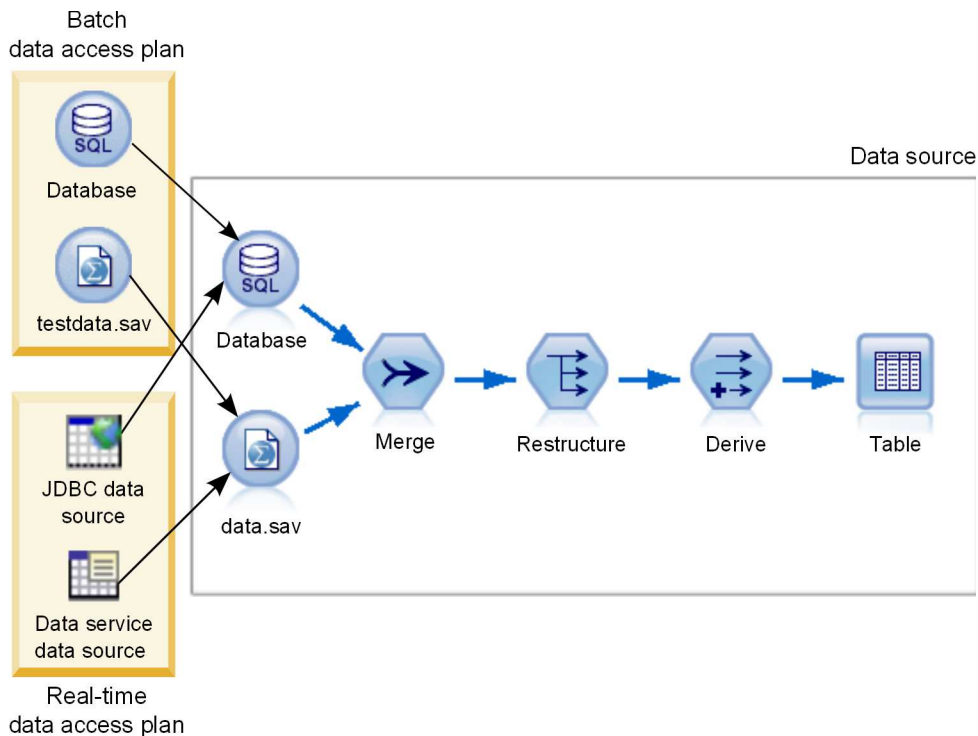 Batch
data access plan
SQL
Database
testdata.sav
JDBC data
source
Data service
data source
Real-time
data access plan
Data source
SQL
Database
data.sav
Merge
Restructure
Derive
Table